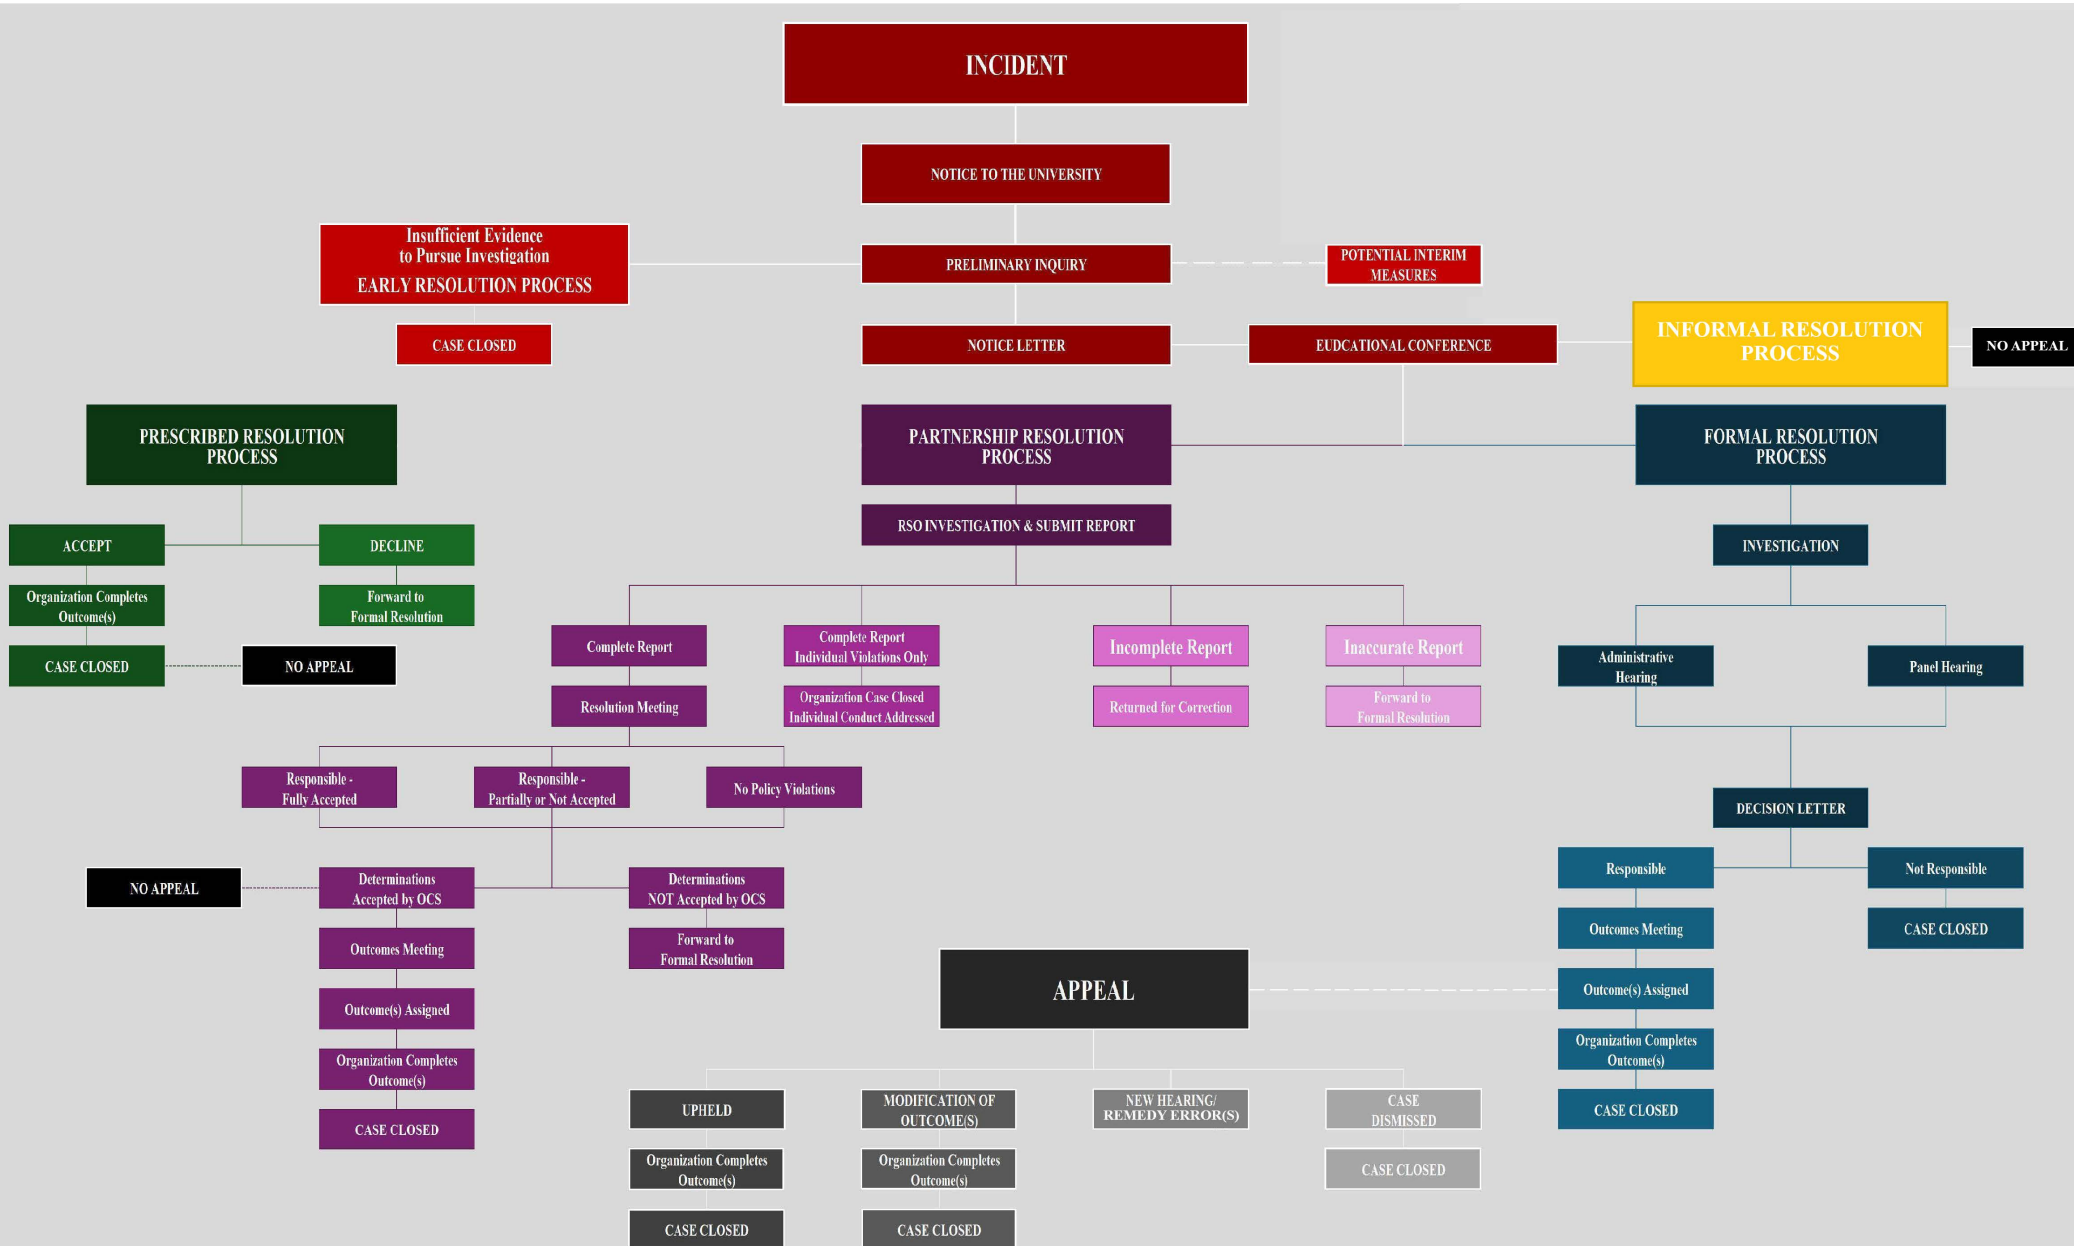 INCIDENT
NOTICE TO THE UNIVERSITY
Insufficient Evidence
to Pursue Investigation
EARLY RESOLUTION PROCESS
PRELIMINARY INQUIRY
POTENTIAL INTERIM
MEASURES
CASE CLOSED
NOTICE LETTER
EUDCATIONAL CONFERENCE
INFORMAL RESOLUTION
PROCESS
NO APPEAL
PRESCRIBED RESOLUTION
PROCESS
PARTNERSHIP RESOLUTION
PROCESS
FORMAL RESOLUTION
PROCESS
RSO INVESTIGATION & SUBMIT REPORT
ACCEPT
DECLINE
INVESTIGATION
Organization Completes
Outcome(s)
Forward to
Formal Resolution
CASE CLOSED
NO APPEAL
Complete Report
Complete Report
Individual Violations Only
Incomplete Report
Inaccurate Report
Administrative
Hearing
Panel Hearing
Resolution Meeting
Organization Case Closed
Individual Conduct Addressed
Returned for Correction
Forward to
Formal Resolution
Responsible -
Fully Accepted
Responsible -
Partially or Not Accepted
No Policy Violations
DECISION LETTER
NO APPEAL
Determinations
Accepted by OCS
Determinations
NOT Accepted by OCS
Responsible
Not Responsible
Outcomes Meeting
Forward to
Formal Resolution
Outcomes Meeting
CASE CLOSED
APPEAL
Outcome(s) Assigned
Outcome(s) Assigned
Organization Completes
Outcome(s)
Organization Completes
Outcome(s)
CASE CLOSED
UPHELD
MODIFICATION OF
OUTCOME(S)
NEW HEARING/
REMEDY ERROR(S)
CASE
DISMISSED
CASE CLOSED
Organization Completes
Outcome(s)
Organization Completes
Outcome(s)
CASE CLOSED
CASE CLOSED
CASE CLOSED